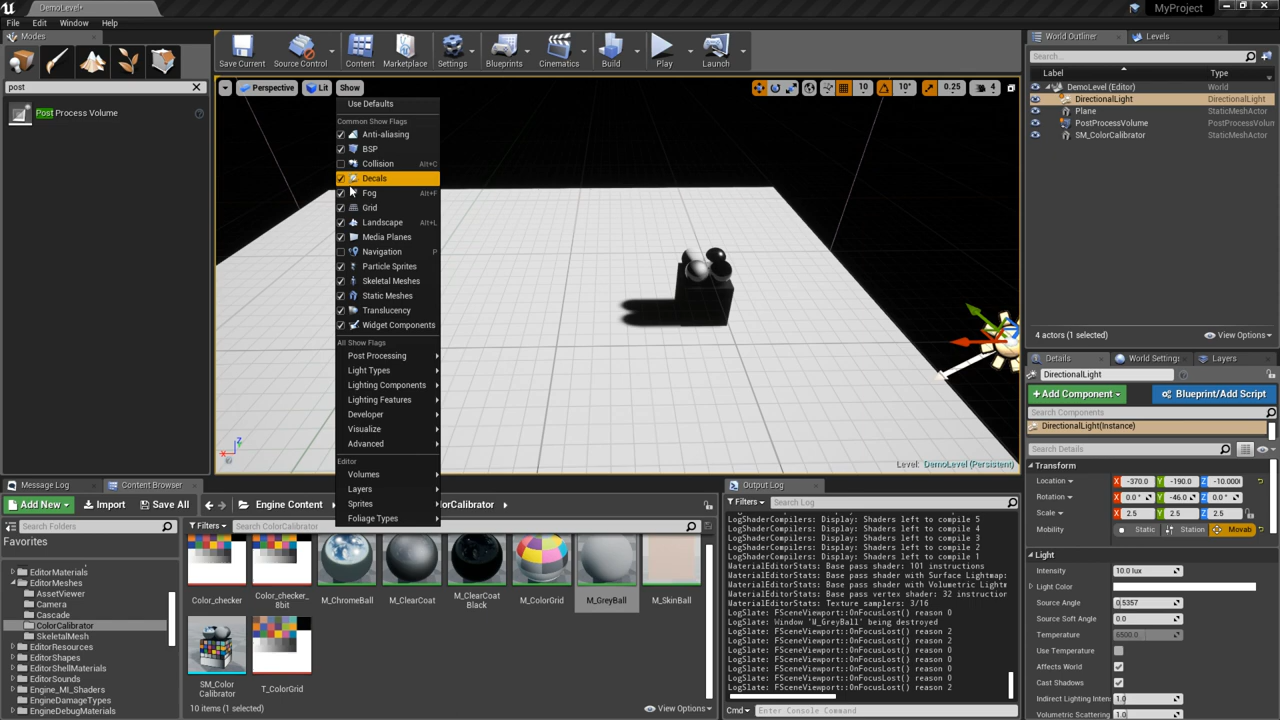 DemoLevel•
MyProject
File
Edit
Window
Help
Modes
post
Post Process Volume
Save Current
Source Control
Content
Marketplace
Settings
Blueprints
Cinematics
Build
Play
Launch
Perspective
Lit
Show
10
10°
0.25
4
Use Defaults
Common Show Flags
Anti-aliasing
BSP
Collision Alt+C
Decals
Fog Alt+F
Grid
Landscape Alt+L
Media Planes
Navigation P
Particle Sprites
Skeletal Meshes
Static Meshes
Translucency
Widget Components
All Show Flags
Post Processing
Light Types
Lighting Components
Lighting Features
Developer
Visualize
Advanced
Editor
Volumes
Layers
Sprites
Foliage Types
Level: DemoLevel (Persistent)
World Outliner
Levels
Search...
Label Type
DemoLevel (Editor) World
DirectionalLight DirectionalLight
Plane StaticMeshActor
PostProcessVolume PostProcessVolum
SM_ColorCalibrator StaticMeshActor
4 actors (1 selected)
View Options
Details
World Settings
Layers
DirectionalLight
Add Component
Blueprint/Add Script
Search Components
DirectionalLight(Instance)
Search Details
Transform
Location X -370.0 Y -190.0 Z -10.0000
Rotation X 0.0 ° Y -46.0 Z 0.0 °
Scale X 2.5 Y 2.5 Z 2.5
Mobility Static Station Movab
Light
Intensity 10.0 lux
Light Color
Source Angle 0.5357
Source Soft Angle 0.0
Temperature 6500.0
Use Temperature
Affects World
Cast Shadows
Indirect Lighting Inten 1.0
Volumetric Scattering 1.0
Message Log
Content Browser
Add New
Import
Save All
Engine Content
ColorCalibrator
Search Folders
Favorites
EditorMaterials
EditorMeshes
AssetViewer
Camera
Cascade
ColorCalibrator
SkeletalMesh
EditorResources
EditorShapes
EditorShellMaterials
EditorSounds
Engine_MI_Shaders
EngineDamageTypes
EngineDebugMaterials
Filters
Search ColorCalibrator
Color_checker
Color_checker_
8bit
M_ChromeBall
M_ClearCoat
M_ClearCoat
Black
M_ColorGrid
M_GreyBall
M_SkinBall
SM_Color
Calibrator
T_ColorGrid
10 items (1 selected)
View Options
Output Log
Filters
Search Log
LogShaderCompilers: Display: Shaders left to compile 5
LogShaderCompilers: Display: Shaders left to compile 4
LogShaderCompilers: Display: Shaders left to compile 3
LogShaderCompilers: Display: Shaders left to compile 2
LogShaderCompilers: Display: Shaders left to compile 1
MaterialEditorStats: Base pass shader: 101 instructions
MaterialEditorStats: Base pass shader with Surface Lightmap:
MaterialEditorStats: Base pass shader with Volumetric Lightm
MaterialEditorStats: Base pass vertex shader: 32 instruction
MaterialEditorStats: Texture samplers: 3/16
LogSlate: FSceneViewport::OnFocusLost() reason 0
LogSlate: Window 'M_GreyBall' being destroyed
LogSlate: FSceneViewport::OnFocusLost() reason 2
LogSlate: FSceneViewport::OnFocusLost() reason 2
LogSlate: FSceneViewport::OnFocusLost() reason 0
LogSlate: FSceneViewport::OnFocusLost() reason 0
LogSlate: FSceneViewport::OnFocusLost() reason 0
LogSlate: FSceneViewport::OnFocusLost() reason 2
Cmd
Enter Console Command